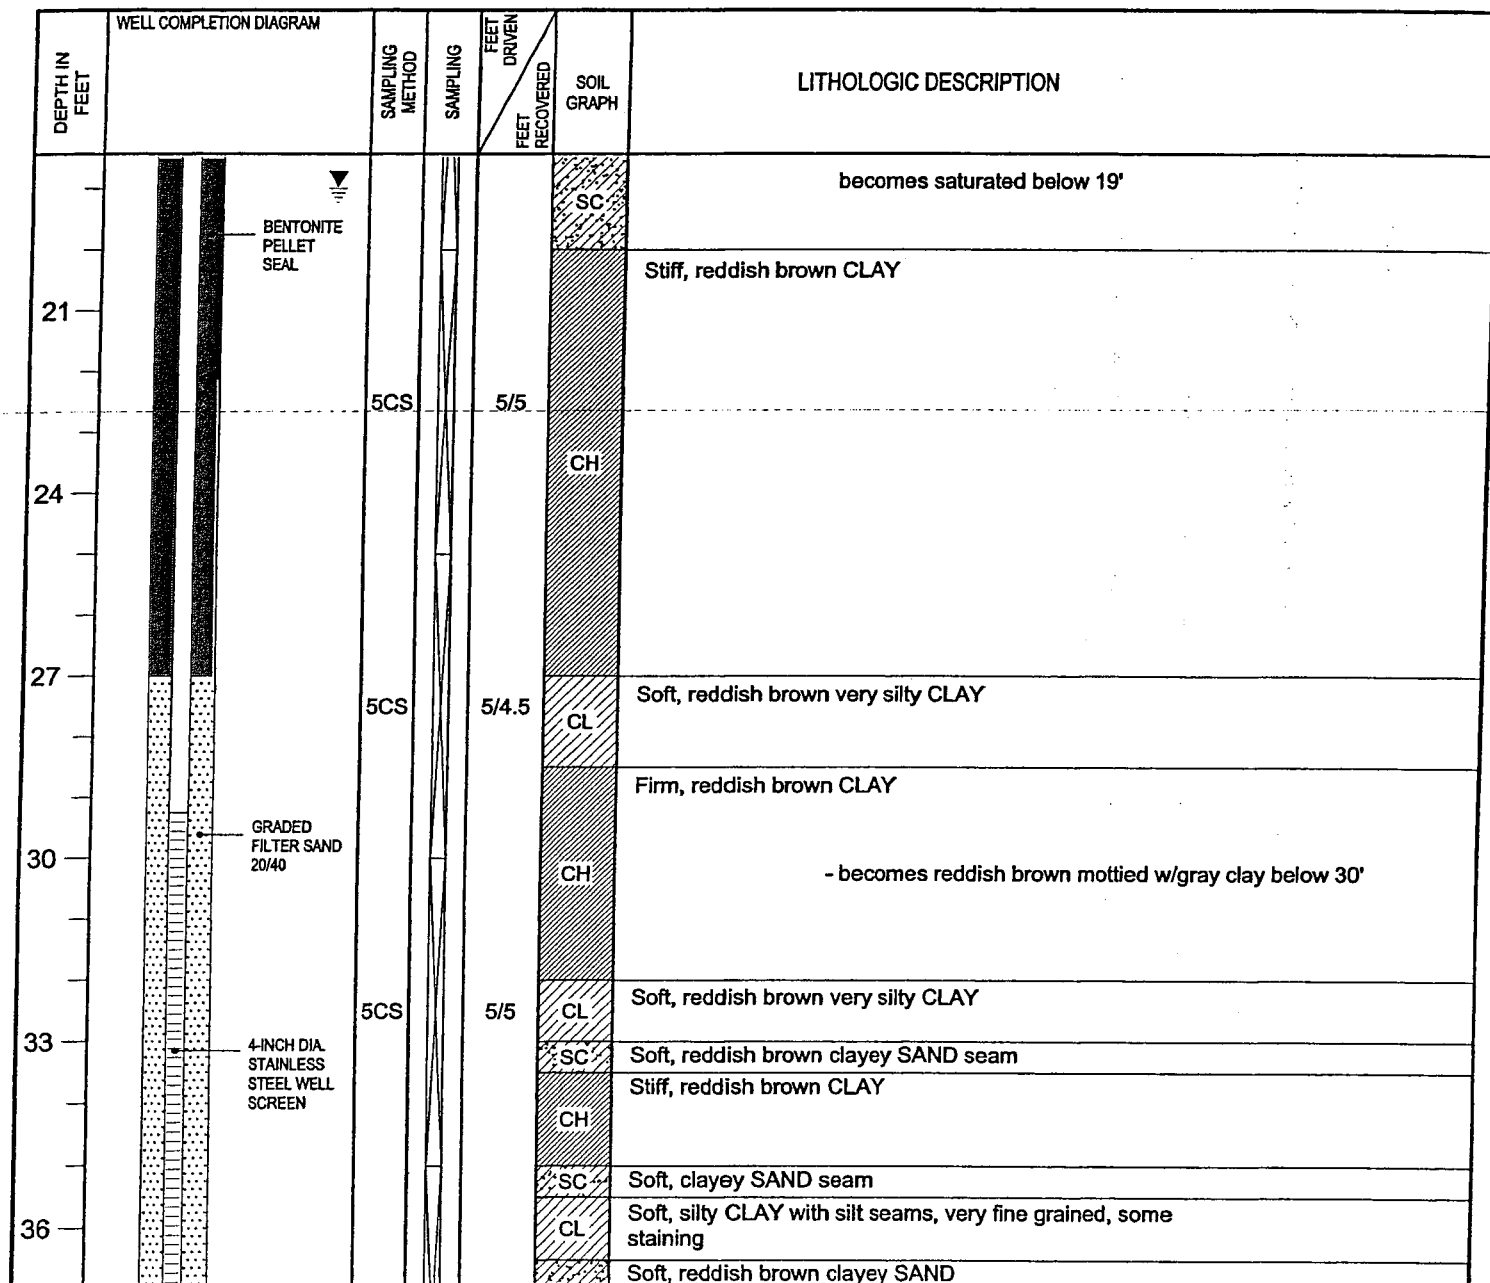 WELL COMPLETION DIAGRAM
DEPTH IN
FEET
SAMPLING
METHOD
SAMPLING
FEET
DRIVEN
FEET
RECOVERED
SOIL
GRAPH
LITHOLOGIC DESCRIPTION
becomes saturated below 19'
SC
BENTONITE
PELLET
SEAL
Stiff, reddish brown CLAY
21
5CS
5/5
CH
24
27
Soft, reddish brown very silty CLAY
5CS
5/4.5
CL
Firm, reddish brown CLAY
GRADED
FILTER SAND
20/40
30
CH
- becomes reddish brown mottied w/gray clay below 30'
Soft, reddish brown very silty CLAY
5CS
5/5
CL
33
4-INCH DIA.
STAINLESS
STEEL WELL
SCREEN
SC
Soft, reddish brown clayey SAND seam
Stiff, reddish brown CLAY
CH
SC
Soft, clayey SAND seam
36
CL
Soft, silty CLAY with silt seams, very fine grained, some
staining
Soft, reddish brown clayey SAND